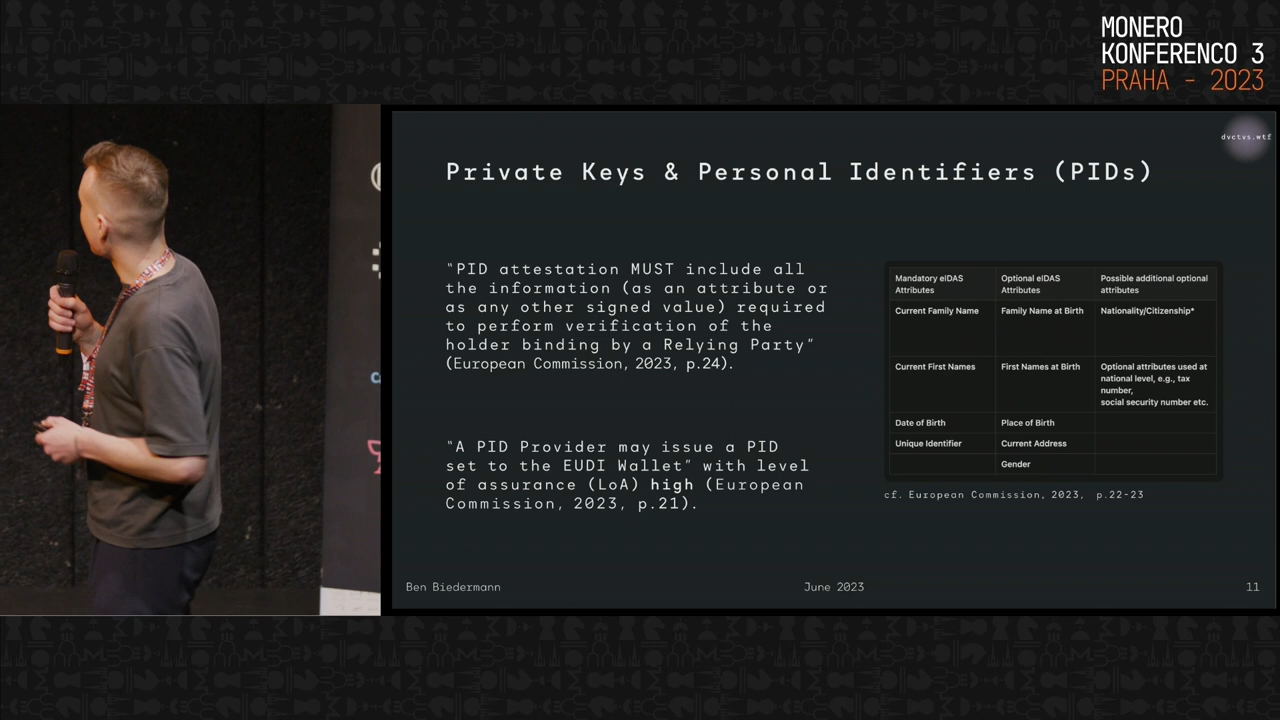 MONERO
KONFERENCO 3
PRAHA - 2023
dvctvs.wtf
Private Keys & Personal Identifiers (PIDs)
"PID attestation MUST include all
the information (as an attribute or
as any other signed value) required
to perform verification of the
holder binding by a Relying Party"
(European Commission, 2023, p.24).
"A PID Provider may issue a PID
set to the EUDI Wallet" with level
of assurance (LoA) high (European
Commission, 2023, p.21).
Mandatory eIDAS
Attributes
Optional eIDAS
Attributes
Possible additional optional
attributes
Current Family Name
Family Name at Birth
Nationality/Citizenship*
Current First Names
First Names at Birth
Optional attributes used at
national level, e.g., tax
number,
social security number etc.
Date of Birth
Place of Birth
Unique Identifier
Current Address
Gender
cf. European Commission, 2023, p.22-23
Ben Biedermann
June 2023
11